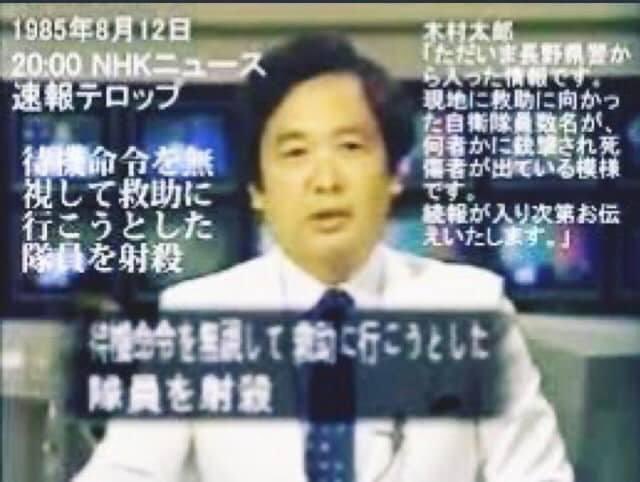 1985年8月12日
20:00 NHKニュース
速報テロップ
待機命令を無
視して救助に
行こうとした
隊員を射殺
木村太郎
「ただいま長野県警か
ら入った情報です。
現地に救助に向かっ
た自衛隊員数名が、
何者かに銃撃され死
傷者が出ている模様
です。
続報が入り次第お伝
えいたします。」
待機命令を無視して救助に行こうとした
隊員を射殺